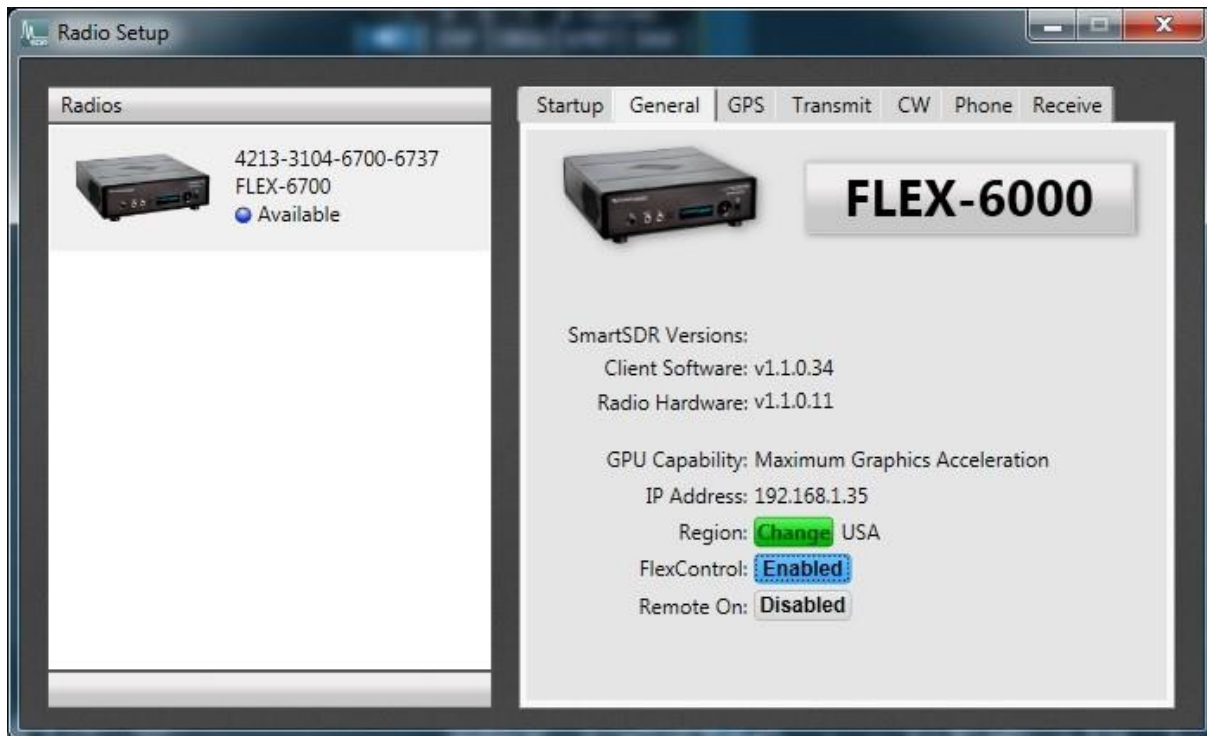 Radio Setup
Radios
4213-3104-6700-6737
FLEX-6700
Available
Startup General GPS Transmit CW Phone Receive
FLEX-6000
SmartSDR Versions:
Client Software: v1.1.0.34
Radio Hardware: v1.1.0.11
GPU Capability: Maximum Graphics Acceleration
IP Address: 192.168.1.35
Region: Change USA
FlexControl: Enabled
Remote On: Disabled